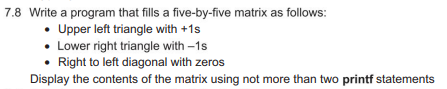 7.8 Write a program that fills a five-by-five matrix as follows:
• Upper left triangle with +1s
• Lower right triangle with –1s
• Right to left diagonal with zeros
Display the contents of the matrix using not more than two printf statements